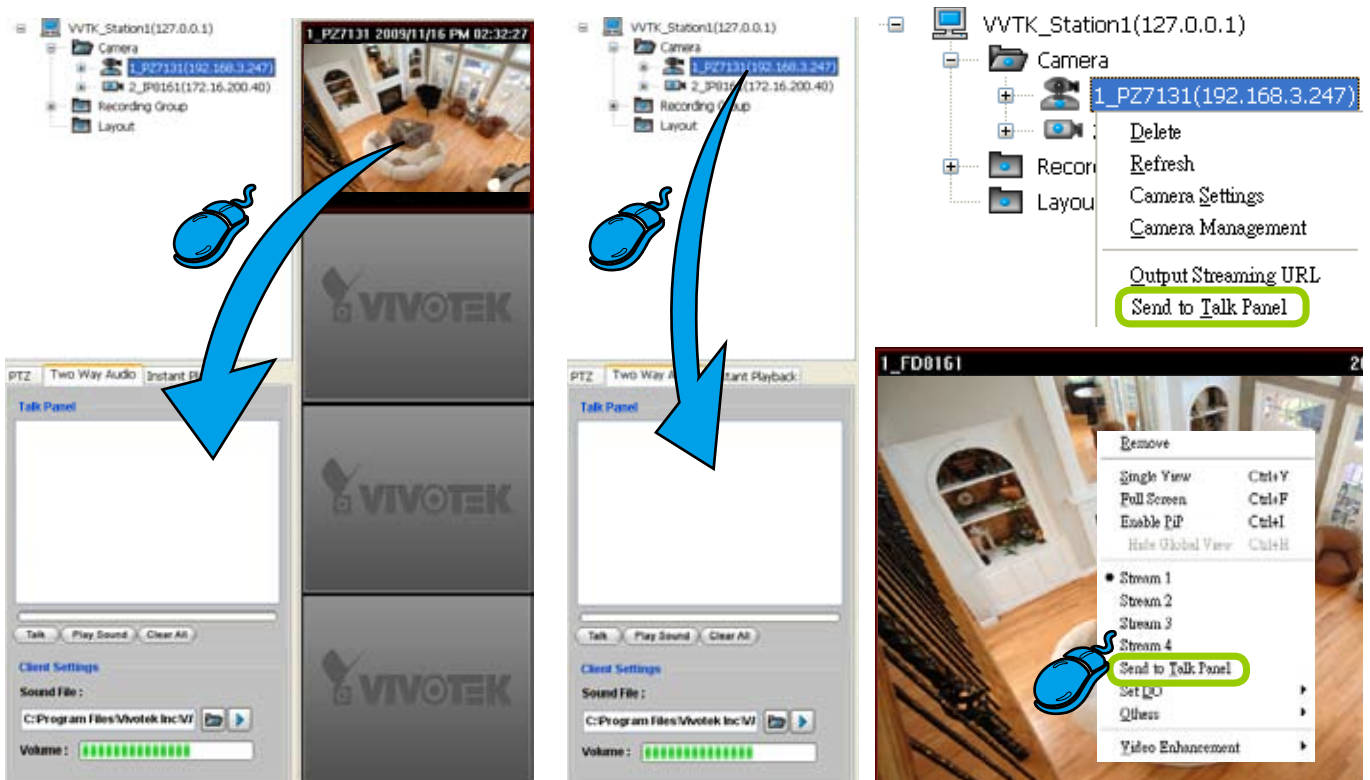 VVTK_Station1(127.0.0.1)
Camera
1_PZ7131(192.168.3.247)
2_IP8161(172.16.200.40)
Recording Group
Layout
1_PZ7131 2009/11/16 PM 02:32:27
VIVOTEK
VIVOTEK
VIVOTEK
PTZ Two Way Audio Instant Pl
Talk Panel
Talk Play Sound Clear All
Client Settings
Sound File :
C:\Program Files\Vivotek Inc\V
Volume :
VVTK_Station1(127.0.0.1)
Camera
1_PZ7131(192.168.3.247)
2_IP8161(172.16.200.40)
Recording Group
Layout
PTZ Two Way A tant Playback
Talk Panel
Talk Play Sound Clear All
Client Settings
Sound File :
C:\Program Files\Vivotek Inc\V
Volume :
VVTK_Station1(127.0.0.1)
Camera
1_PZ7131(192.168.3.247)
Recor
Layou
Delete
Refresh
Camera Settings
Camera Management
Output Streaming URL
Send to Talk Panel
1_FD8161 20
Remove
Single View Ctrl+Y
Full Screen Ctrl+F
Enable PiP Ctrl+I
Hide Global View Ctrl+H
Stream 1
Stream 2
Stream 3
Stream 4
Send to Talk Panel
Set DO
Others
Video Enhancement